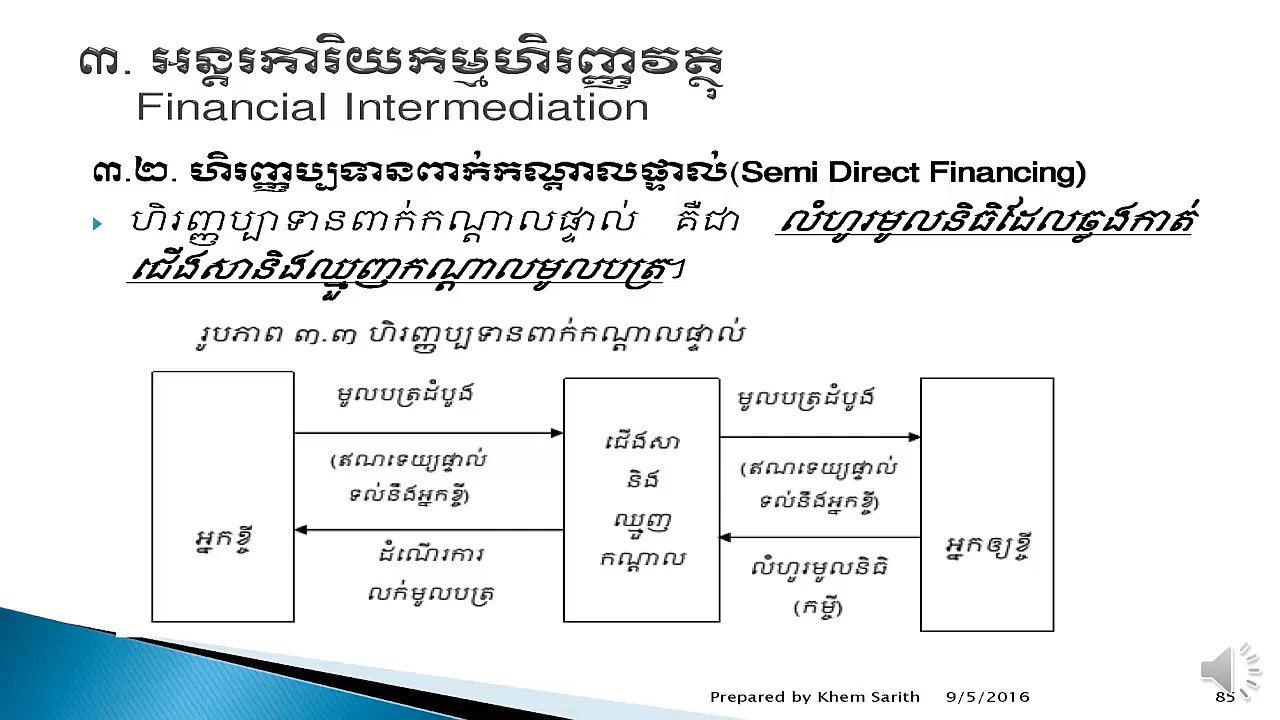 ៣. អន្តរការិយកម្មហិរញ្ញវត្ថុ
Financial Intermediation
៣.២. ហិរញ្ញប្បទានពាក់កណ្តាលផ្ទាល់(Semi Direct Financing)
ហិរញ្ញប្បាទានពាក់កណ្តាលផ្ទាល់ គឺជា លំហូរមូលនិធិដែលឆ្លងកាត់
ជើងសានិងឈ្មួញកណ្តាលមូលបត្រ។
រូបភាព ៣.៣ ហិរញ្ញប្បទានពាក់កណ្តាលផ្ទាល់
មូលបត្រដំបូង
(ឥណទេយ្យផ្ទាល់
ទល់នឹងអ្នកខ្ចី)
អ្នកខ្ចី
ដំណើរការ
លក់មូលបត្រ
ជើងសា
និង
ឈ្មួញ
កណ្តាល
មូលបត្រដំបូង
(ឥណទេយ្យផ្ទាល់
ទល់នឹងអ្នកខ្ចី)
លំហូរមូលនិធិ
(កម្ចី)
អ្នកឲ្យខ្ចី
Prepared by Khem Sarith 9/5/2016 85